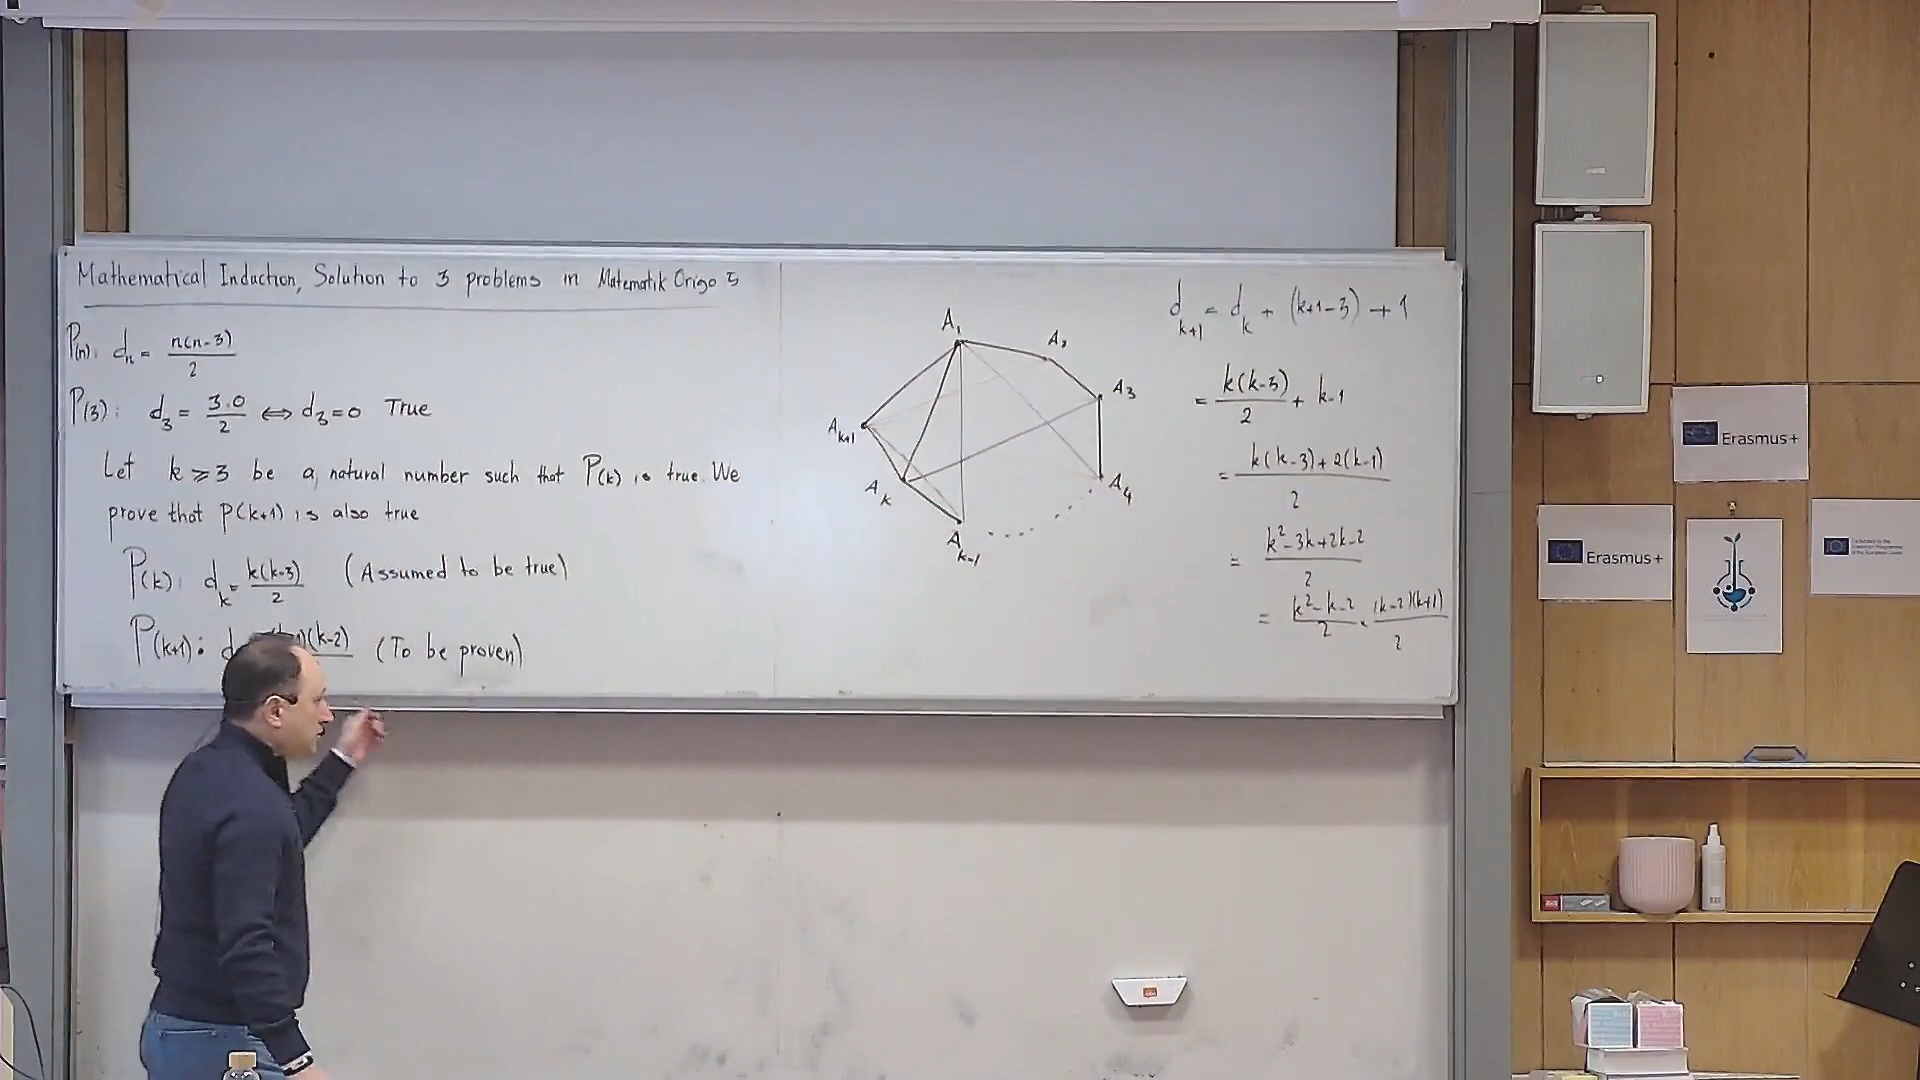 Mathematical Induction, Solution to 3 problems in Matematik Origo 5
P(n): dₙ = n(n-3)/2
P(3): d₃ = 3.0/2 ⟺ d₃=0 True
Let k ⩾ 3 be a natural number such that P(k) is true. We
prove that P(k+1) is also true
P(k): dₖ = k(k-3)/2 (Assumed to be true)
P(k+1): d (k-2) (To be proven)
A₁
A₂
A₃
A₄
Aₖ₊₁
Aₖ
Aₖ₋₁
dₖ₊₁ = dₖ + (k+1-3) + 1
= k(k-3)/2 + k-1
= k(k-3)+2(k-1)/2
= k²-3k+2k-2/2
= k²-k-2/2 = (k-2)(k+1)/2
Erasmus+
Erasmus+